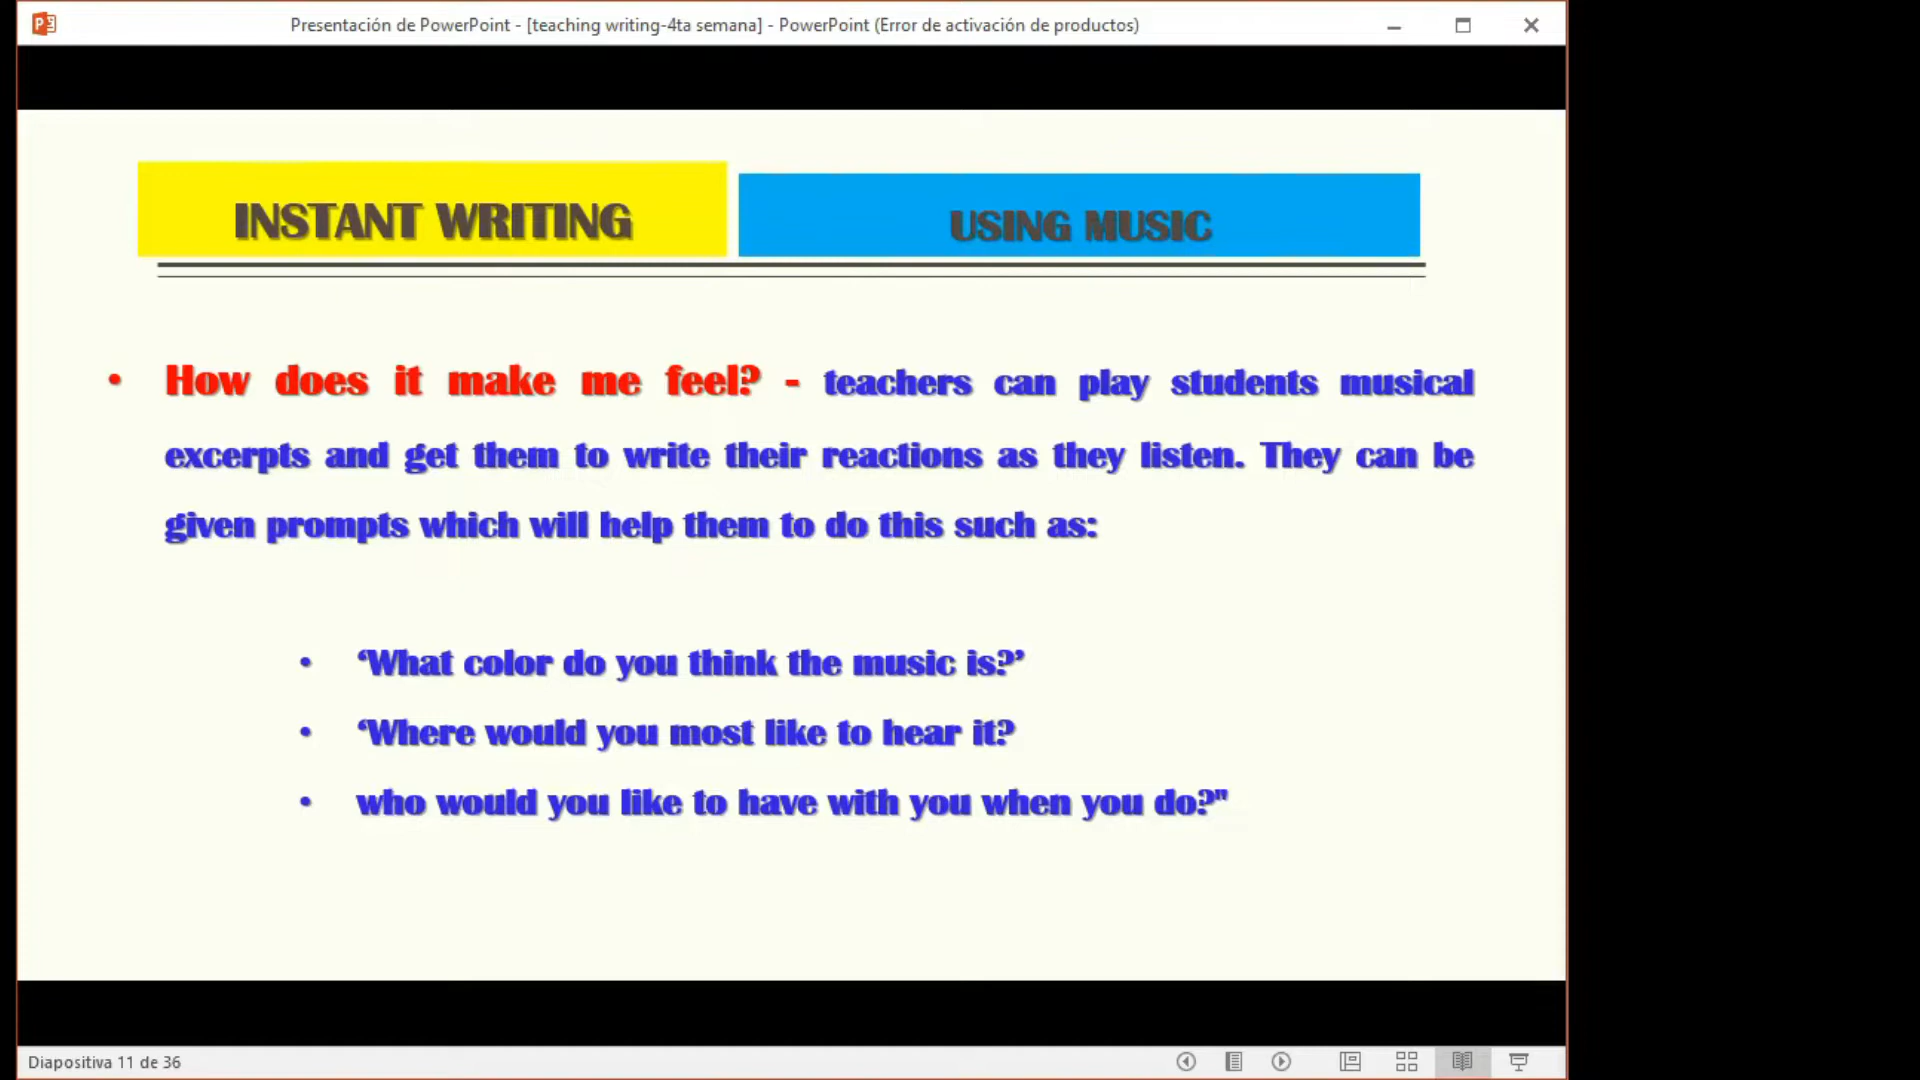 Presentación de PowerPoint - [teaching writing-4ta semana] - PowerPoint (Error de activación de productos)
INSTANT WRITING
USING MUSIC
• How does it make me feel? - teachers can play students musical
excerpts and get them to write their reactions as they listen. They can be
given prompts which will help them to do this such as:
• ‘What color do you think the music is?’
• ‘Where would you most like to hear it?
• who would you like to have with you when you do?"
Diapositiva 11 de 36